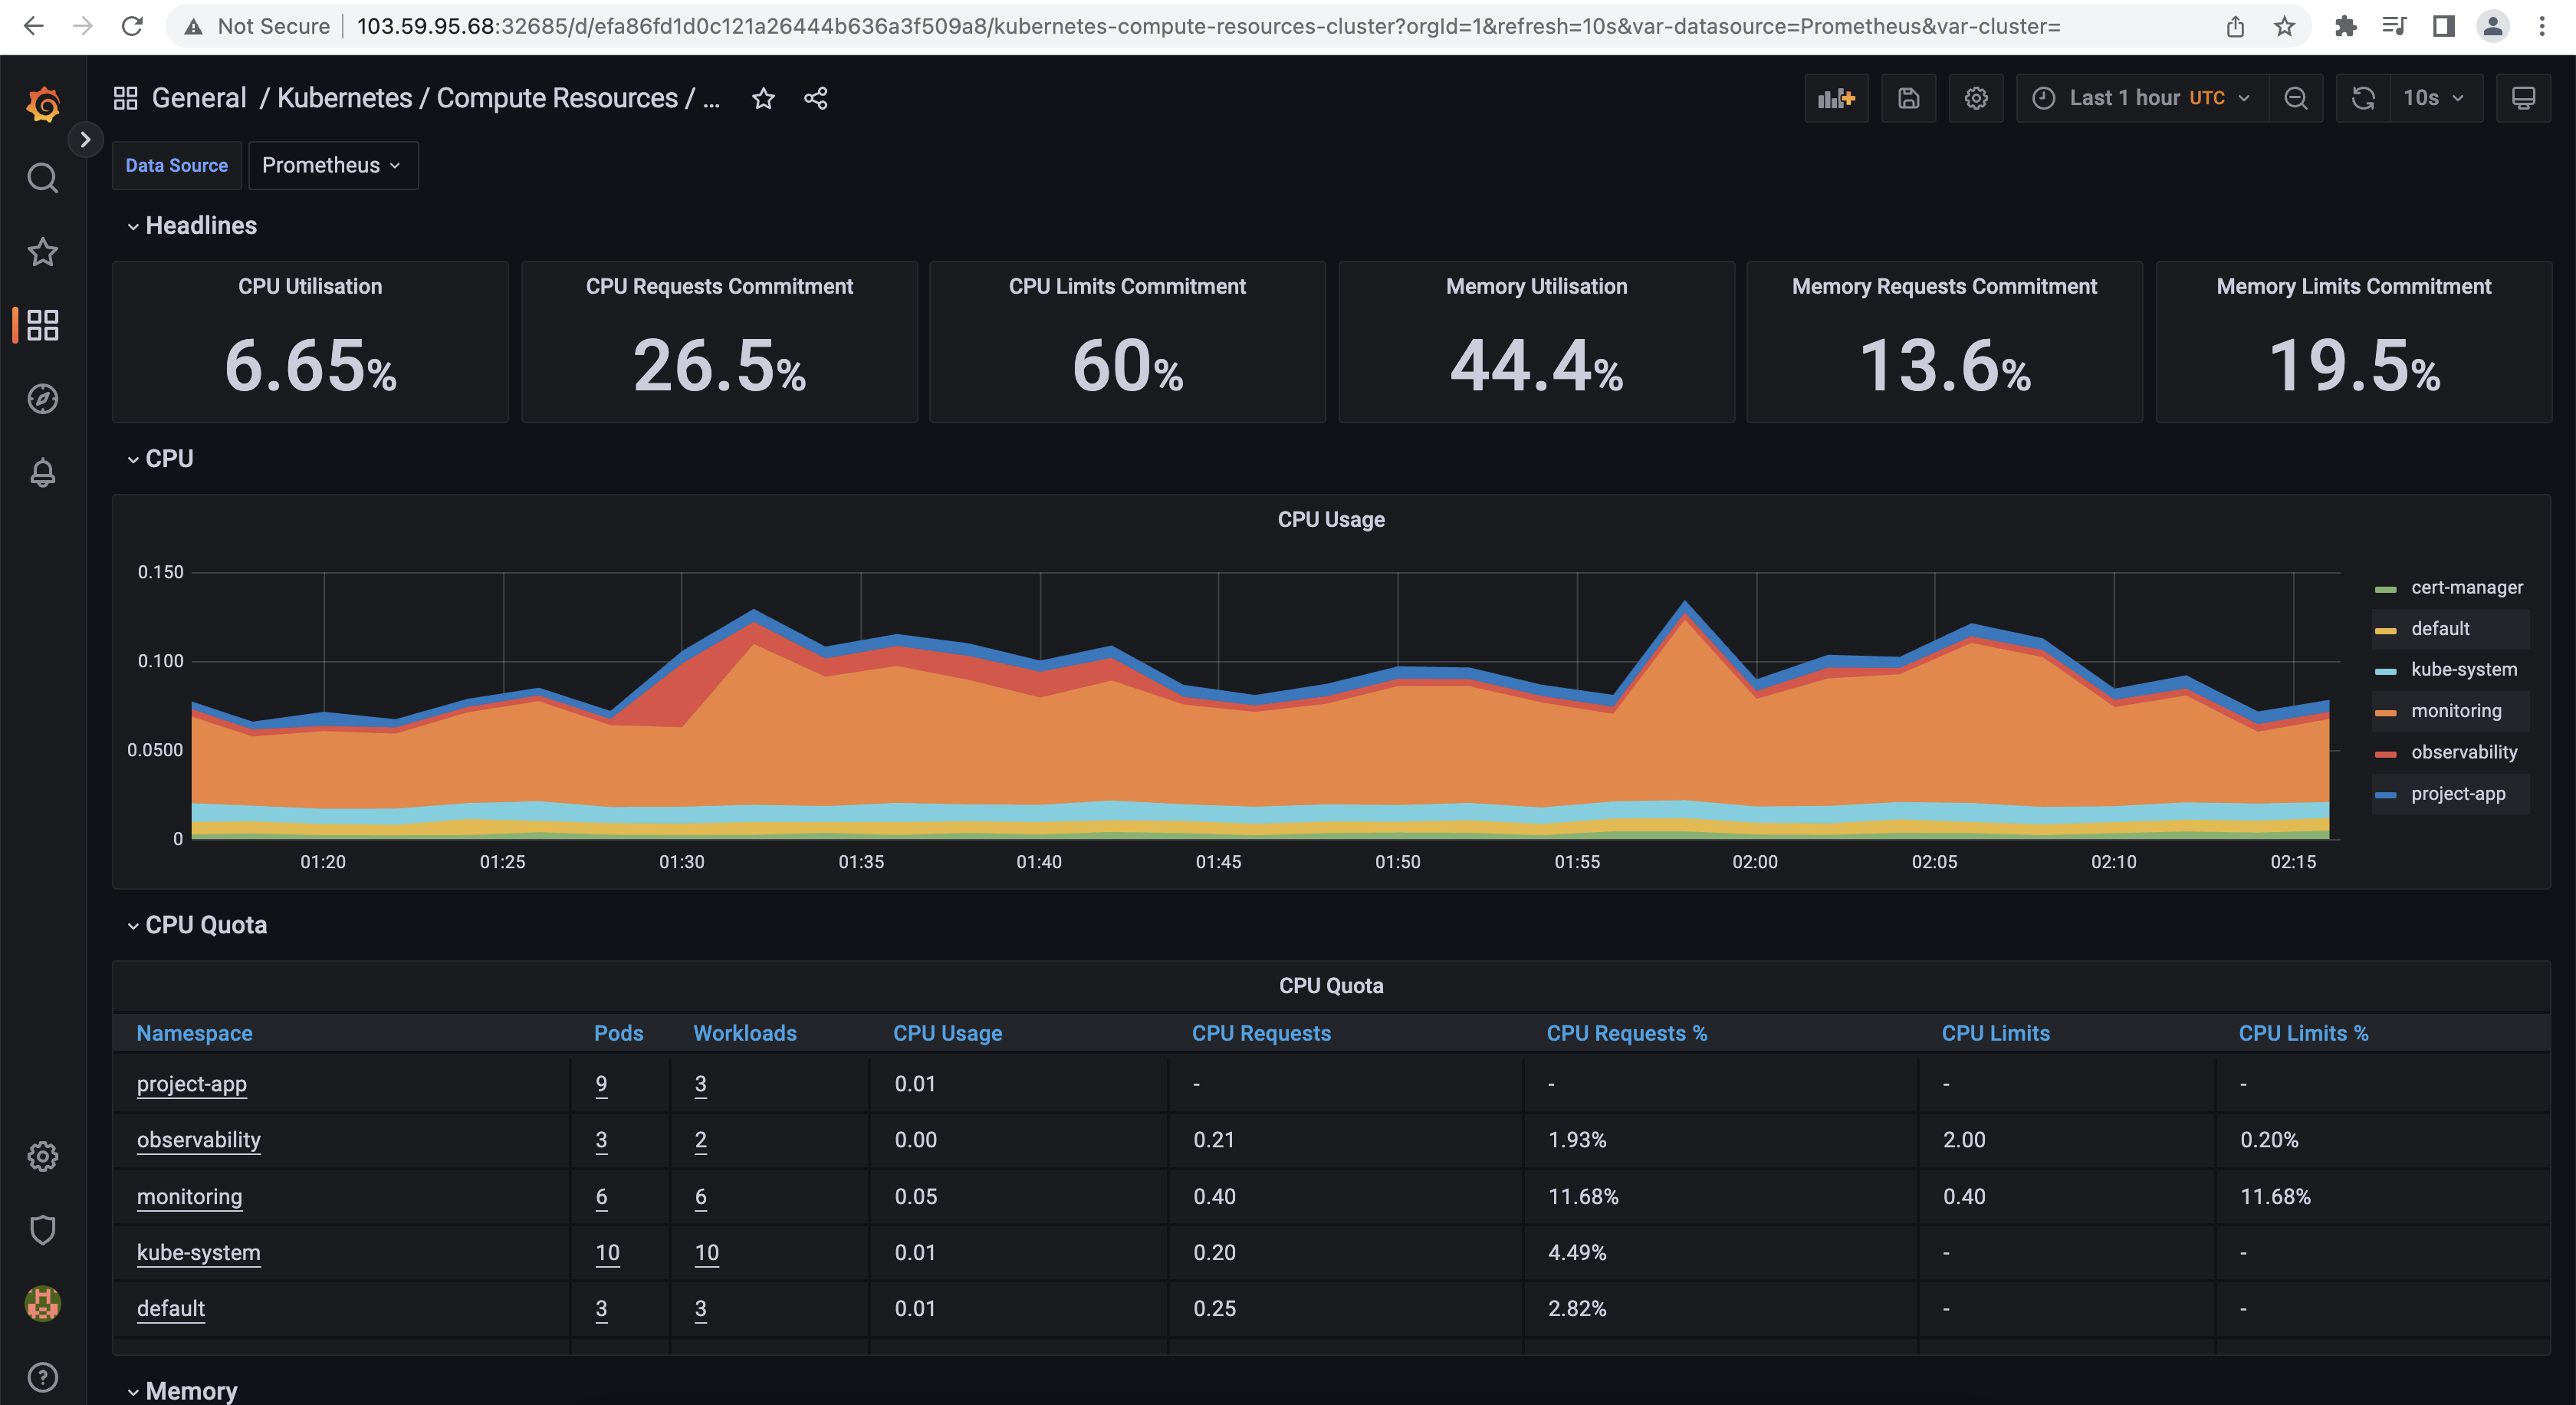 Not Secure 103.59.95.68:32685/d/efa86fd1d0c121a26444b636a3f509a8/kubernetes-compute-resources-cluster?orgId=1&refresh=10s&var-datasource=Prometheus&var-cluster=
General / Kubernetes / Compute Resources / ...
Last 1 hour UTC 10s
Data Source Prometheus
Headlines
CPU Utilisation CPU Requests Commitment CPU Limits Commitment Memory Utilisation Memory Requests Commitment Memory Limits Commitment
6.65% 26.5% 60% 44.4% 13.6% 19.5%
CPU
CPU Usage
0.150
0.100
0.0500
0
01:20 01:25 01:30 01:35 01:40 01:45 01:50 01:55 02:00 02:05 02:10 02:15
cert-manager
default
kube-system
monitoring
observability
project-app
CPU Quota
CPU Quota
Namespace Pods Workloads CPU Usage CPU Requests CPU Requests % CPU Limits CPU Limits %
project-app 9 3 0.01 - - - -
observability 3 2 0.00 0.21 1.93% 2.00 0.20%
monitoring 6 6 0.05 0.40 11.68% 0.40 11.68%
kube-system 10 10 0.01 0.20 4.49% - -
default 3 3 0.01 0.25 2.82% - -
Memory